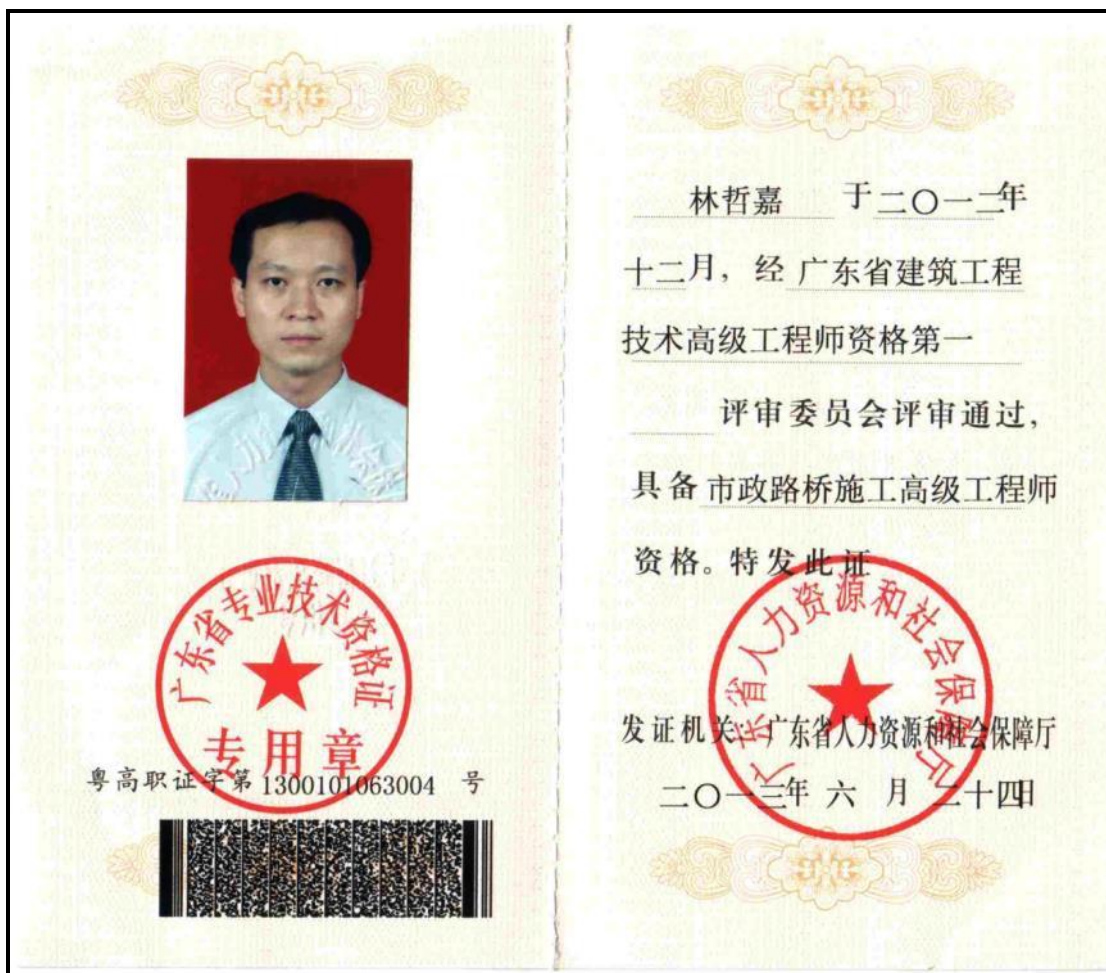 广东省专业技术资格证
专用章
粤高职证字第 1300101063004 号
林哲嘉 于二〇一二年
十二月，经 广东省建筑工程
技术高级工程师资格第一
评审委员会评审通过，
具备 市政路桥施工高级工程师
资格。特发此证
广东省人力资源和社会保障厅
发证机关：广东省人力资源和社会保障厅
二〇一三年 六 月 二十四日